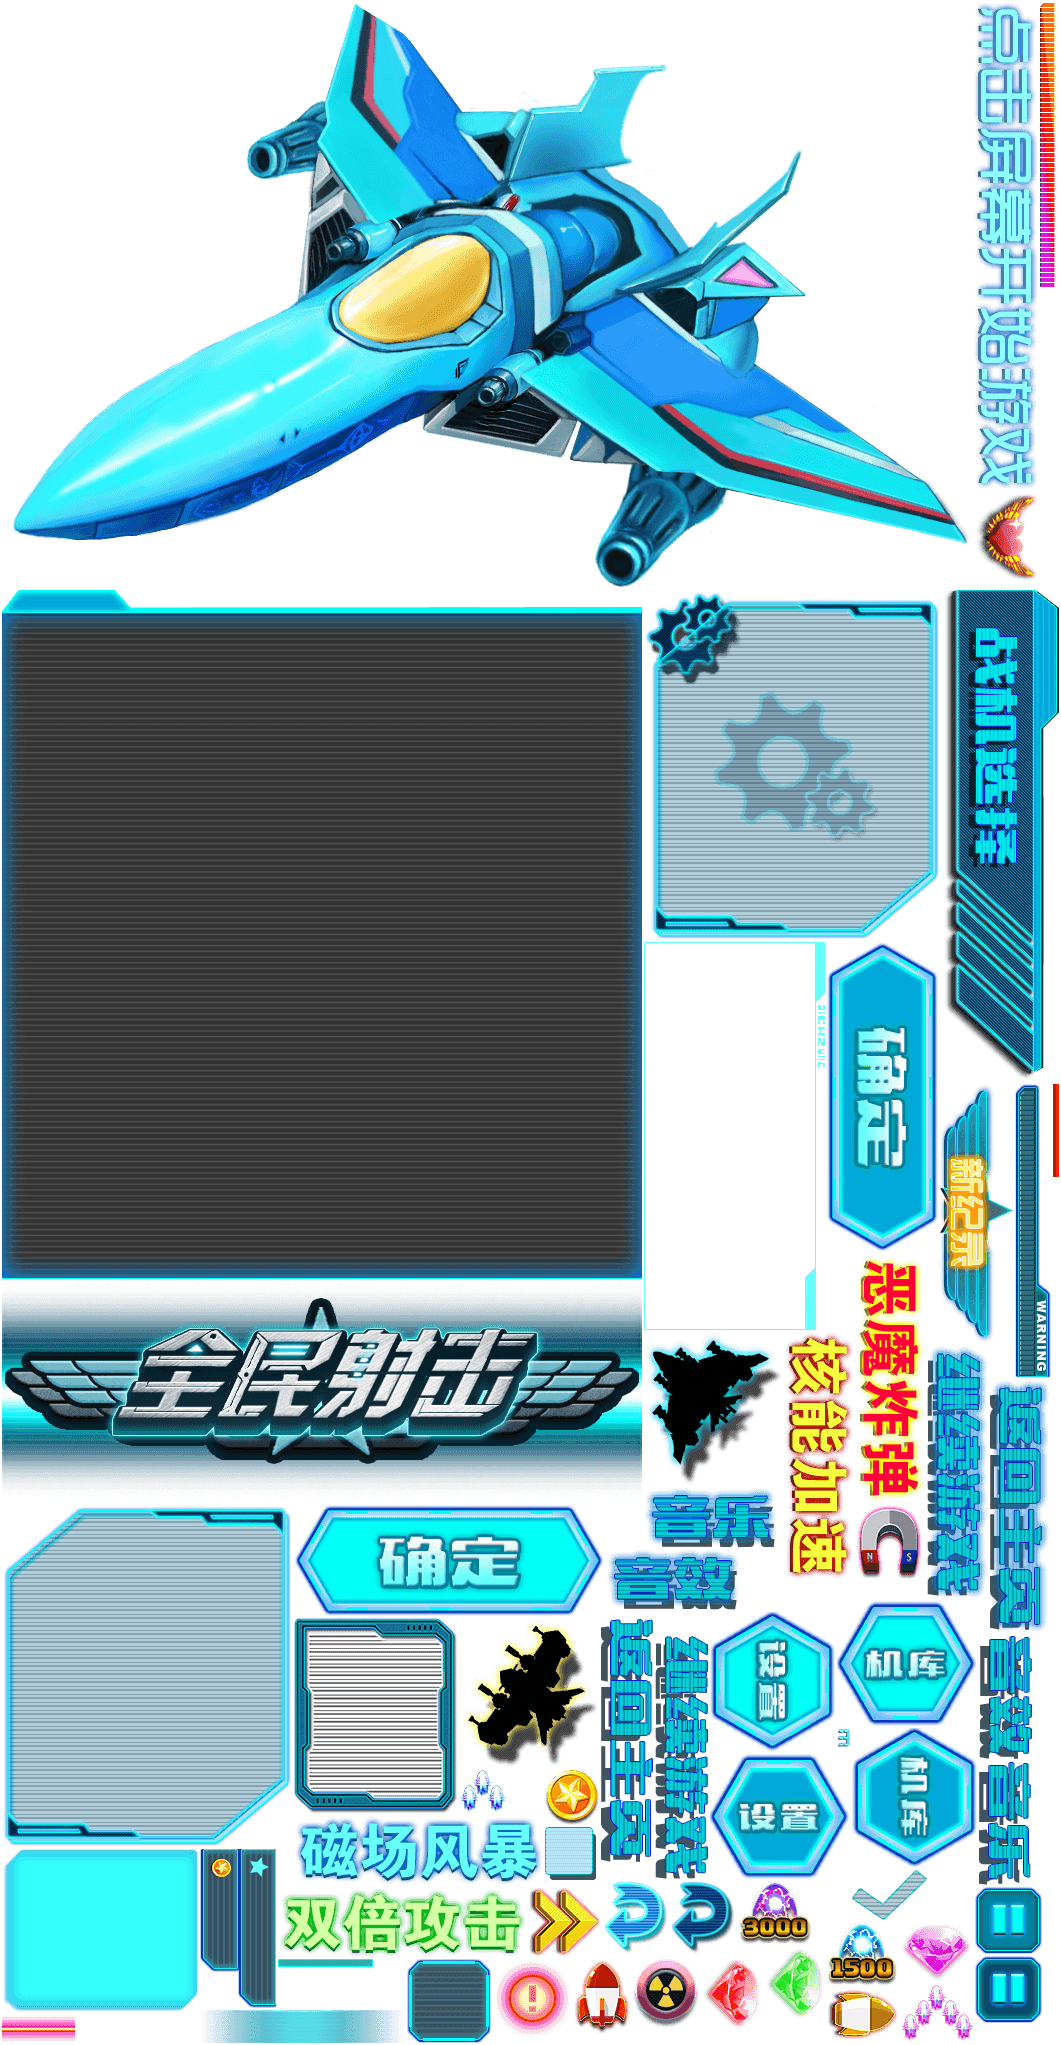 点击屏幕开始游戏
战机选择
确定
新纪录
WARNING
全民射击
恶魔炸弹
核能加速
继续游戏
返回主页
音乐
音效
N S
确定
返回主页
继续游戏
设置
机库
音效
音乐
设置
机库
磁场风暴
双倍攻击
3000
1500